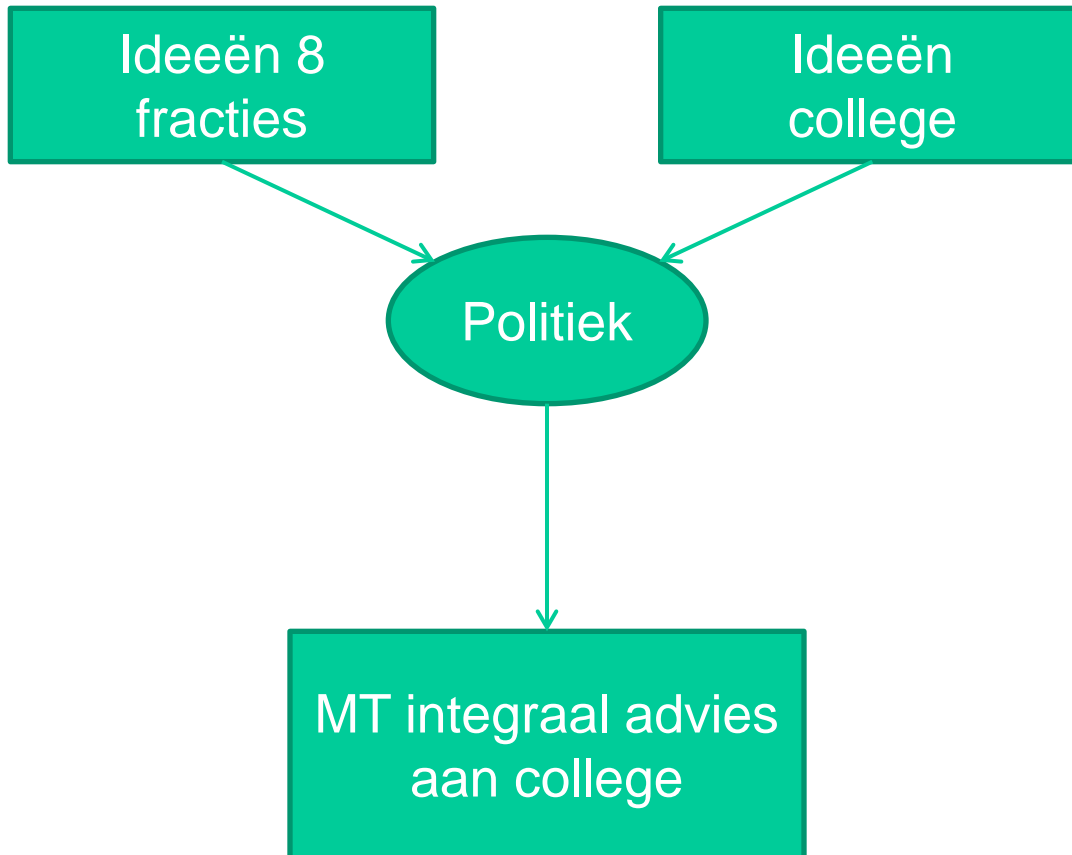 Ideeën 8
fracties
Ideeën
college
Politiek
MT integraal advies
aan college